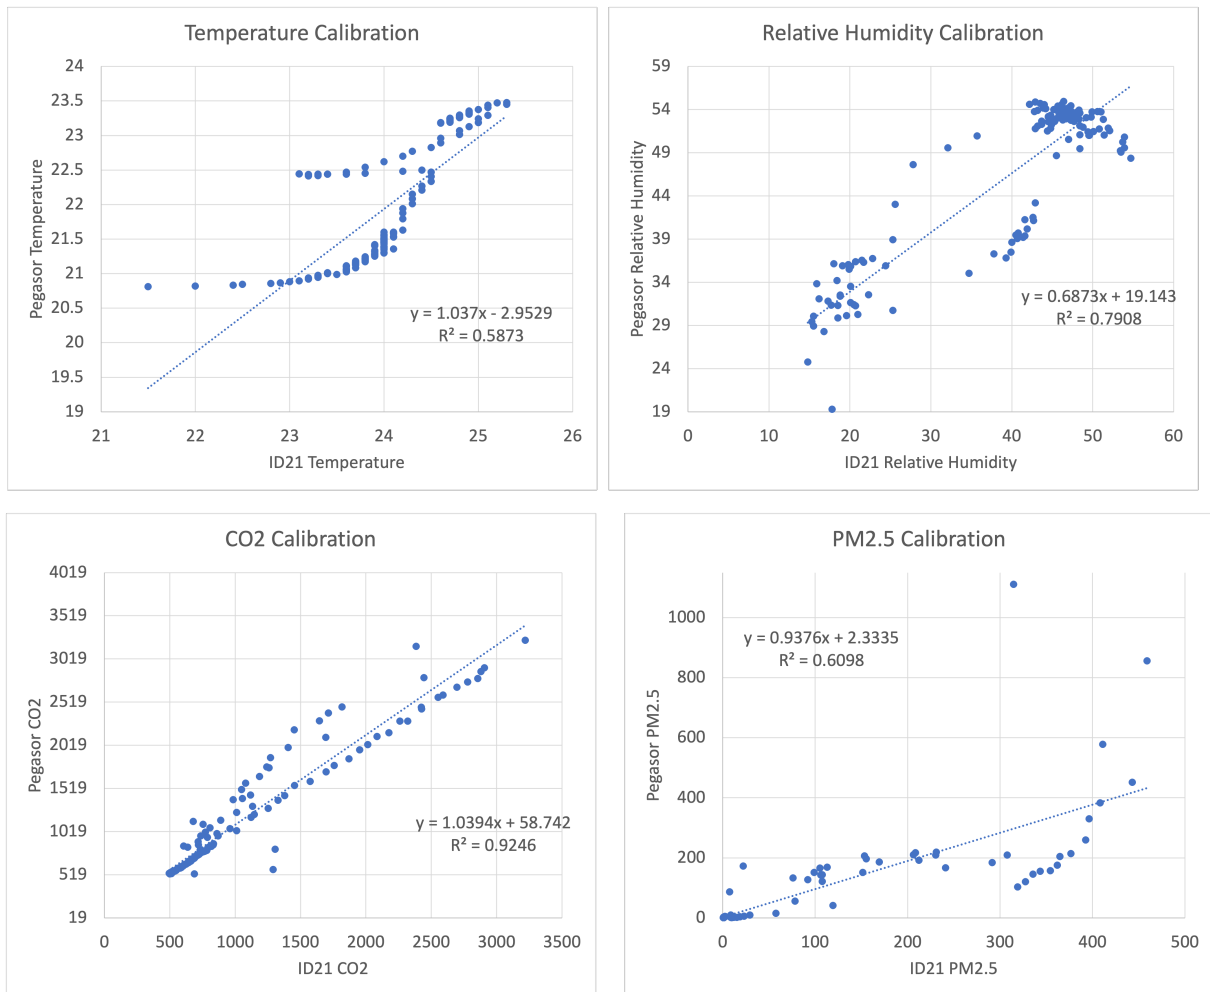 Temperature Calibration
24
23.5
23
22.5
22
21.5
21
20.5
20
19.5
19
Pegasor Temperature
y = 1.037x - 2.9529
R² = 0.5873
21 22 23 24 25 26
ID21 Temperature
Relative Humidity Calibration
59
54
49
44
39
34
29
24
19
Pegasor Relative Humidity
y = 0.6873x + 19.143
R² = 0.7908
0 10 20 30 40 50 60
ID21 Relative Humidity
CO2 Calibration
4019
3519
3019
2519
2019
1519
1019
519
19
Pegasor CO2
y = 1.0394x + 58.742
R² = 0.9246
0 500 1000 1500 2000 2500 3000 3500
ID21 CO2
PM2.5 Calibration
1000
800
600
400
200
0
Pegasor PM2.5
y = 0.9376x + 2.3335
R² = 0.6098
0 100 200 300 400 500
ID21 PM2.5